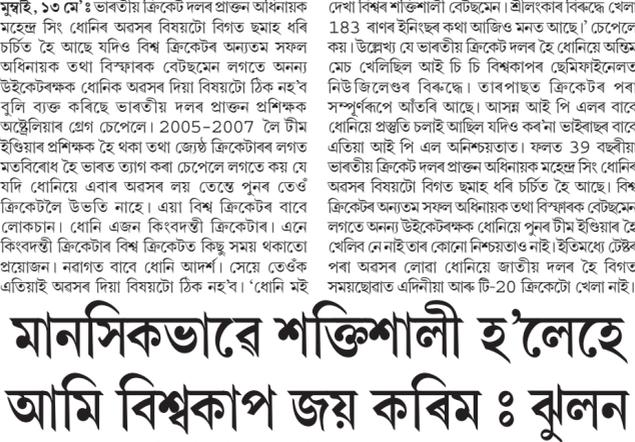 মুম্বাই, ১৩ মে’ঃ ভাৰতীয় ক্ৰিকেট দলৰ প্ৰাক্তন অধিনায়ক
মহেন্দ্ৰ সিং ধোনিৰ অৱসৰ বিষয়টো বিগত ছমাহ ধৰি
চৰ্চিত হৈ আছে যদিও বিশ্ব ক্ৰিকেটৰ অন্যতম সফল
অধিনায়ক তথা বিস্ফাৰক বেটছমেন লগতে অনন্য
উইকেটৰক্ষক ধোনিক অৱসৰ দিয়া বিষয়টো ঠিক নহ’ব
বুলি ব্যক্ত কৰিছে ভাৰতীয় দলৰ প্ৰাক্তন প্ৰশিক্ষক
অষ্ট্ৰেলিয়াৰ গ্ৰেগ চেপেলে। 2005-2007 লৈ টীম
ইণ্ডিয়াৰ প্ৰশিক্ষক হৈ থকা তথা জ্যেষ্ঠ ক্ৰিকেটাৰৰ লগত
মতবিৰোধ হৈ ভাৰত ত্যাগ কৰা চেপেলে লগতে কয় যে
যদি ধোনিয়ে এবাৰ অৱসৰ লয় তেন্তে পুনৰ তেওঁ
ক্ৰিকেটলৈ উভতি নাহে। এয়া বিশ্ব ক্ৰিকেটৰ বাবে
লোকচান। ধোনি এজন কিংবদন্তী ক্ৰিকেটাৰ। এনে
কিংবদন্তী ক্ৰিকেটাৰ বিশ্ব ক্ৰিকেটত কিছু সময় থকাতো
প্ৰয়োজন। নৱাগত বাবে ধোনি আদৰ্শ। সেয়ে তেওঁক
এতিয়াই অৱসৰ দিয়া বিষয়টো ঠিক নহ’ব। ‘ধোনি মই
দেখা বিশ্বৰ শক্তিশালী বেটছমেন। শ্ৰীলংকাৰ বিৰুদ্ধে খেলা
183 ৰাণৰ ইনিংছৰ কথা আজিও মনত আছে।’ চেপেলে
কয়। উল্লেখ্য যে ভাৰতীয় ক্ৰিকেট দলৰ হৈ ধোনিয়ে অন্তিম
মেচ খেলিছিল আই চি চি বিশ্বকাপৰ ছেমিফাইনেলত
নিউজিলেণ্ডৰ বিৰুদ্ধে। তাৰপাছত ক্ৰিকেটৰ পৰা
সম্পূৰ্ণৰূপে আঁতৰি আছে। আসন্ন আই পি এলৰ বাবে
ধোনিয়ে প্ৰস্তুতি চলাই আছিল যদিও কৰ’না ভাইৰাছৰ বাবে
এতিয়া আই পি এল অনিশ্চয়তাত। ফলত 39 বছৰীয়া
ভাৰতীয় ক্ৰিকেট দলৰ প্ৰাক্তন অধিনায়ক মহেন্দ্ৰ সিং ধোনিৰ
অৱসৰৰ বিষয়টো বিগত ছমাহ ধৰি চৰ্চিত হৈ আছে। বিশ্ব
ক্ৰিকেটৰ অন্যতম সফল অধিনায়ক তথা বিস্ফাৰক বেটছমেন
লগতে অনন্য উইকেটৰক্ষক ধোনিয়ে পুনৰ টীম ইণ্ডিয়াৰ হৈ
খেলিব নে নাই তাৰ কোনো নিশ্চয়তাও নাই। ইতিমধ্যে টেষ্টৰ
পৰা অৱসৰ লোৱা ধোনিয়ে জাতীয় দলৰ হৈ বিগত
সময়ছোৱাত এদিনীয়া আৰু টি-20 ক্ৰিকেটো খেলা নাই।
মানসিকভাৱে শক্তিশালী হ’লেহে
আমি বিশ্বকাপ জয় কৰিম ঃ ঝুলন